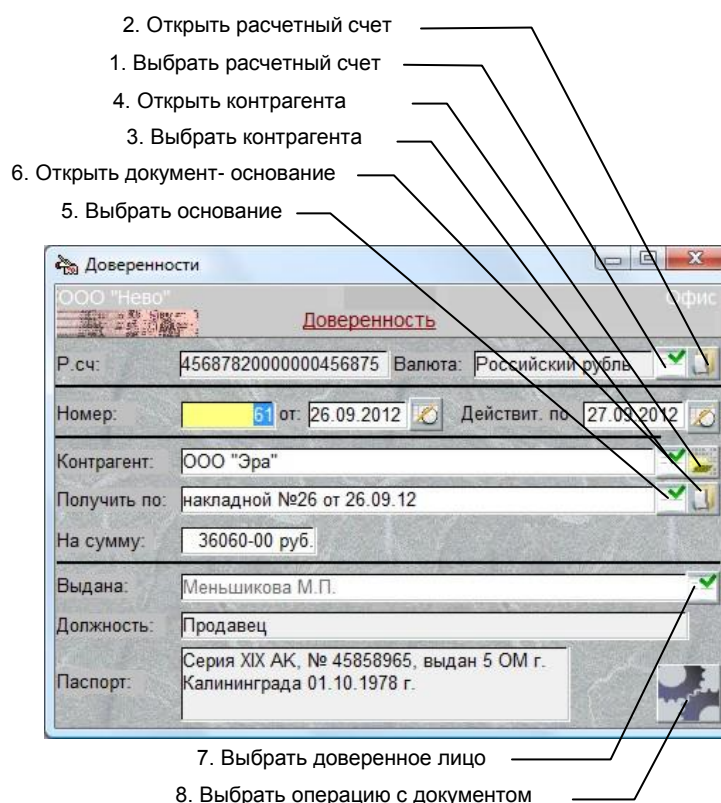 2. Открыть расчетный счет
1. Выбрать расчетный счет
4. Открыть контрагента
3. Выбрать контрагента
6. Открыть документ- основание
5. Выбрать основание
Доверенности
ООО "Нево" Офис
Доверенность
Р.сч: 45687820000000456875 Валюта: Российский рубль
Номер: 61 от: 26.09.2012 Действит. по 27.09.2012
Контрагент: ООО "Эра"
Получить по: накладной №26 от 26.09.12
На сумму: 36060-00 руб.
Выдана: Меньшикова М.П.
Должность: Продавец
Паспорт: Серия XIX АК, № 45858965, выдан 5 ОМ г.
Калининграда 01.10.1978 г.
7. Выбрать доверенное лицо
8. Выбрать операцию с документом